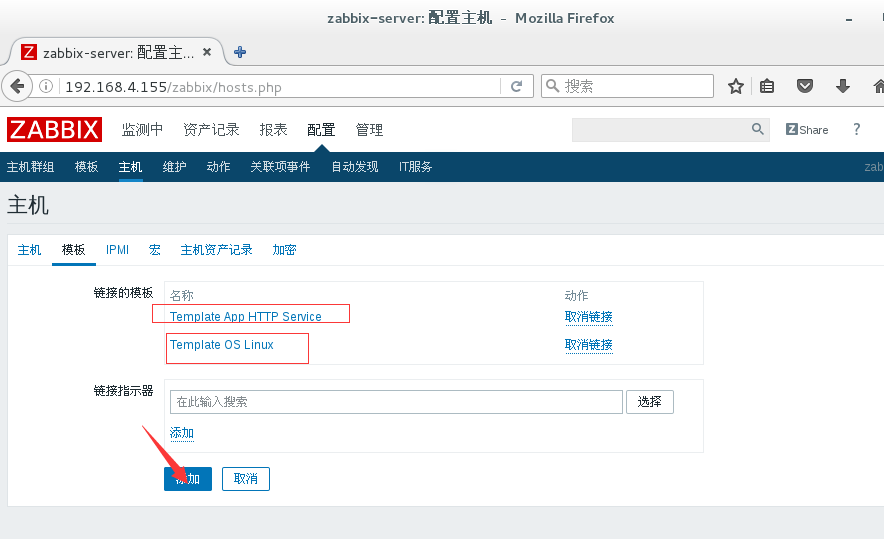 zabbix-server: 配置主机 - Mozilla Firefox
zabbix-server: 配置主...
192.168.4.155/zabbix/hosts.php
搜索
ZABBIX 监测中 资产记录 报表 配置 管理
Z Share ?
主机群组 模板 主机 维护 动作 关联项事件 自动发现 IT服务 zab
主机
主机 模板 IPMI 宏 主机资产记录 加密
链接的模板 名称 动作
Template App HTTP Service 取消链接
Template OS Linux 取消链接
链接指示器 在此输入搜索 选择
添加
添加 取消